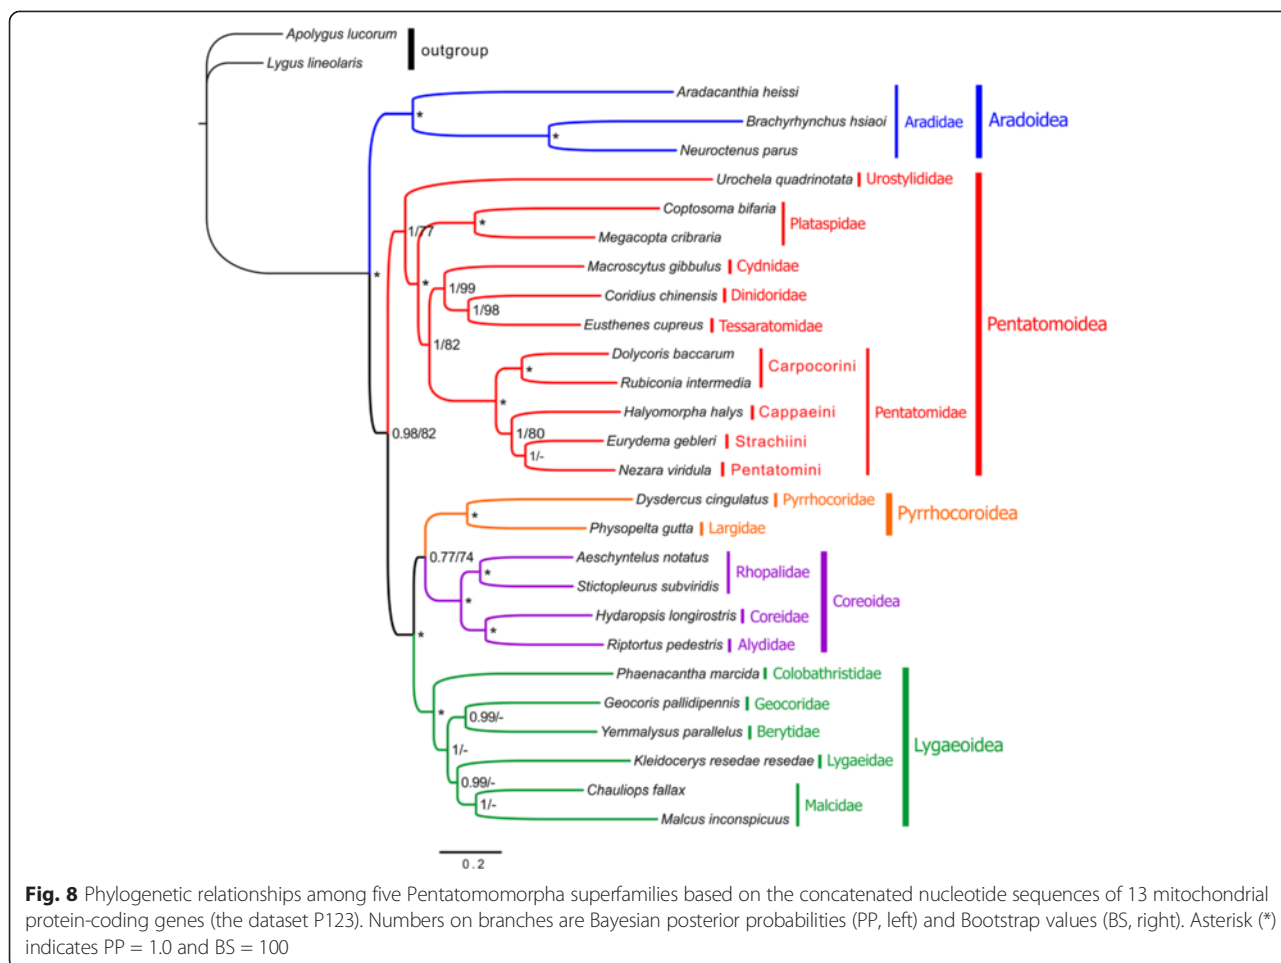 Apolygus lucorum
Lygus lineolaris
outgroup
Aradacanthia heissi
Brachyrhynchus hsiaoi
Neuroctenus parus
Aradidae
Aradoidea
*
*
Urochela quadrinotata
Urostylididae
Coptosoma bifaria
Megacopta cribraria
Plataspidae
*
1/77
Macroscytus gibbulus
Cydnidae
*
*
1/99
Coridius chinensis
Dinidoridae
1/98
Eusthenes cupreus
Tessaratomidae
Pentatomoidea
1/82
Dolycoris baccarum
Rubiconia intermedia
Carpocorini
*
*
Halyomorpha halys
Cappaeini
Pentatomidae
0.98/82
1/80
Eurydema gebleri
Strachiini
1/-
Nezara viridula
Pentatomini
Dysdercus cingulatus
Pyrrhocoridae
*
Pyrrhocoroidea
Physopelta gutta
Largidae
0.77/74
Aeschyntelus notatus
Stictopleurus subviridis
Rhopalidae
*
*
Coreoidea
Hydaropsis longirostris
Coreidae
*
*
Riptortus pedestris
Alydidae
Phaenacantha marcida
Colobathristidae
Geocoris pallidipennis
Geocoridae
*
0.99/-
Yemmalysus parallelus
Berytidae
1/-
Lygaeoidea
Kleidocerys resedae resedae
Lygaeidae
0.99/-
Chauliops fallax
1/-
Malcidae
Malcus inconspicuus
0.2
Fig. 8 Phylogenetic relationships among five Pentatomomorpha superfamilies based on the concatenated nucleotide sequences of 13 mitochondrial
protein-coding genes (the dataset P123). Numbers on branches are Bayesian posterior probabilities (PP, left) and Bootstrap values (BS, right). Asterisk (*)
indicates PP = 1.0 and BS = 100